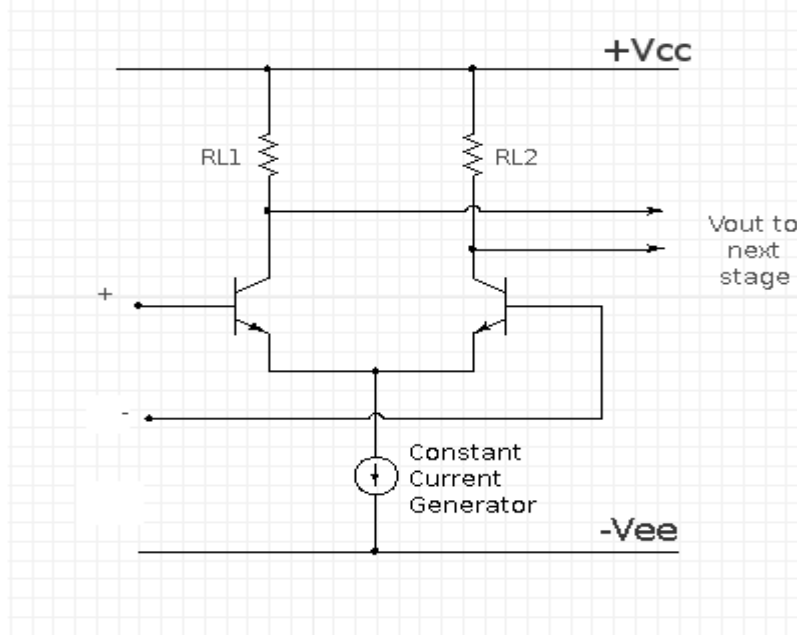 +Vcc
RL1
RL2
Vout to
next
stage
+
-
Constant
Current
Generator
-Vee